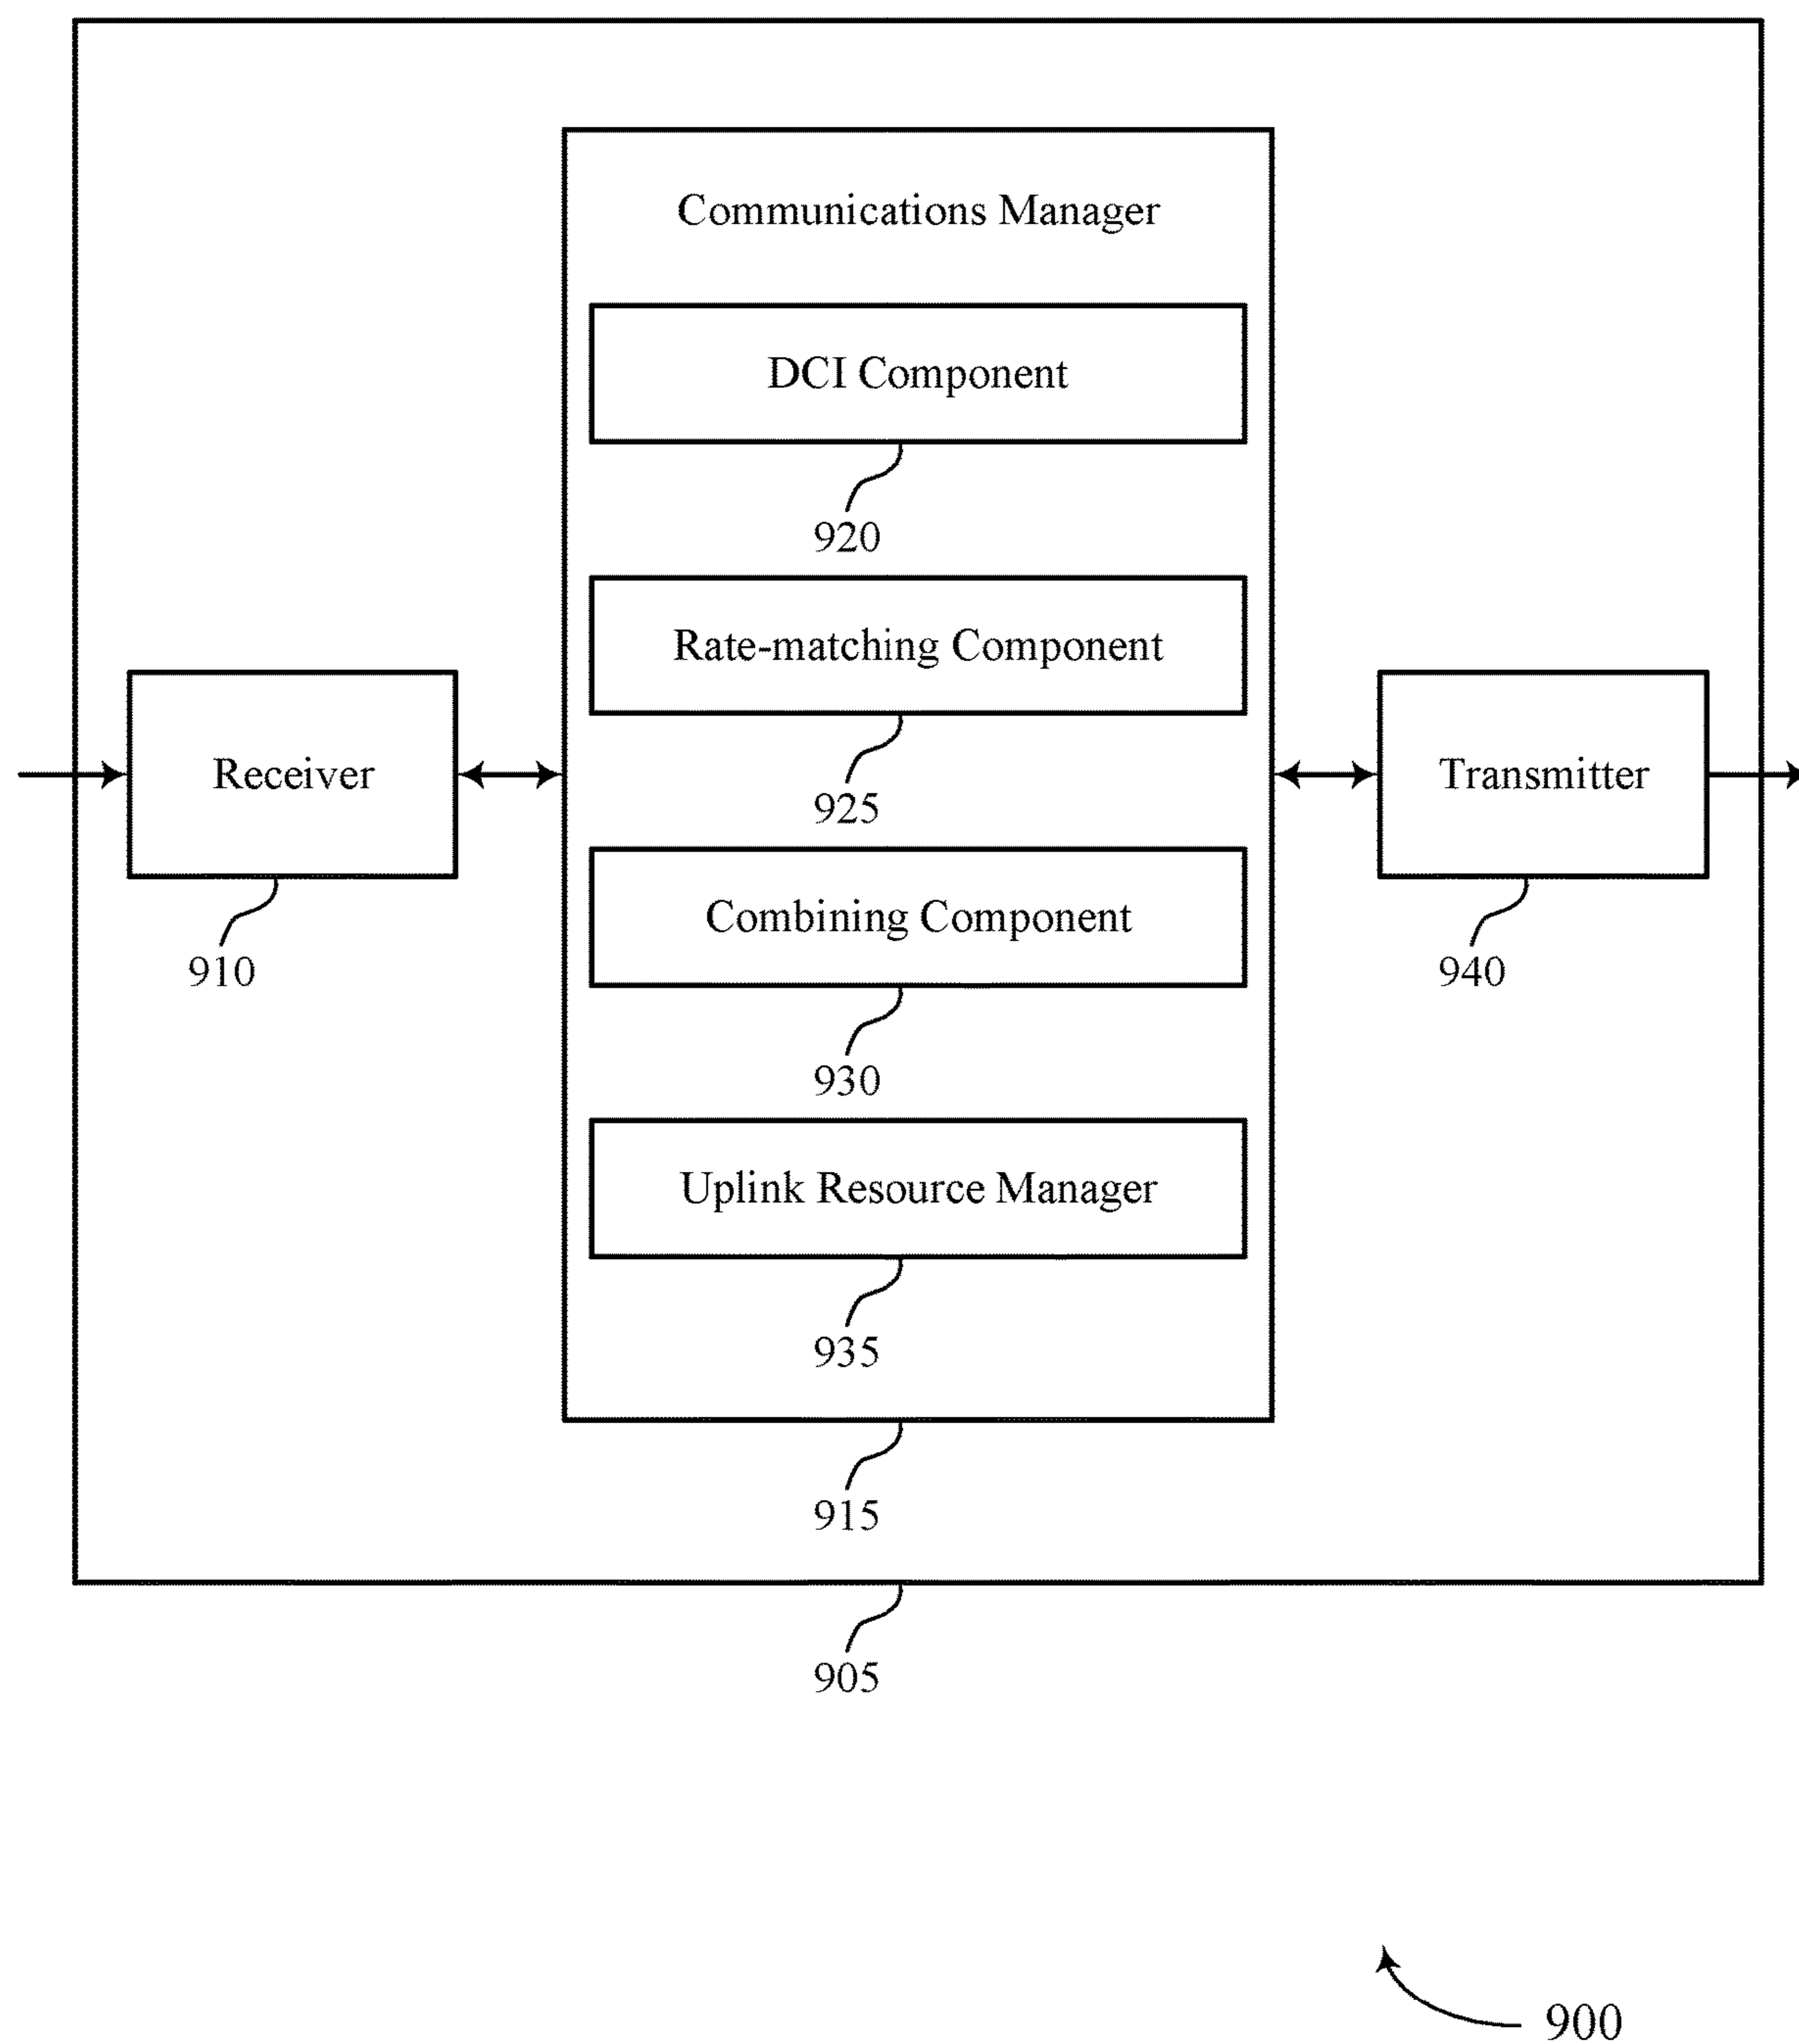 Communications Manager
DCI Component
920
Rate-matching Component
925
Receiver
910
Transmitter
940
Combining Component
930
Uplink Resource Manager
935
915
905
900